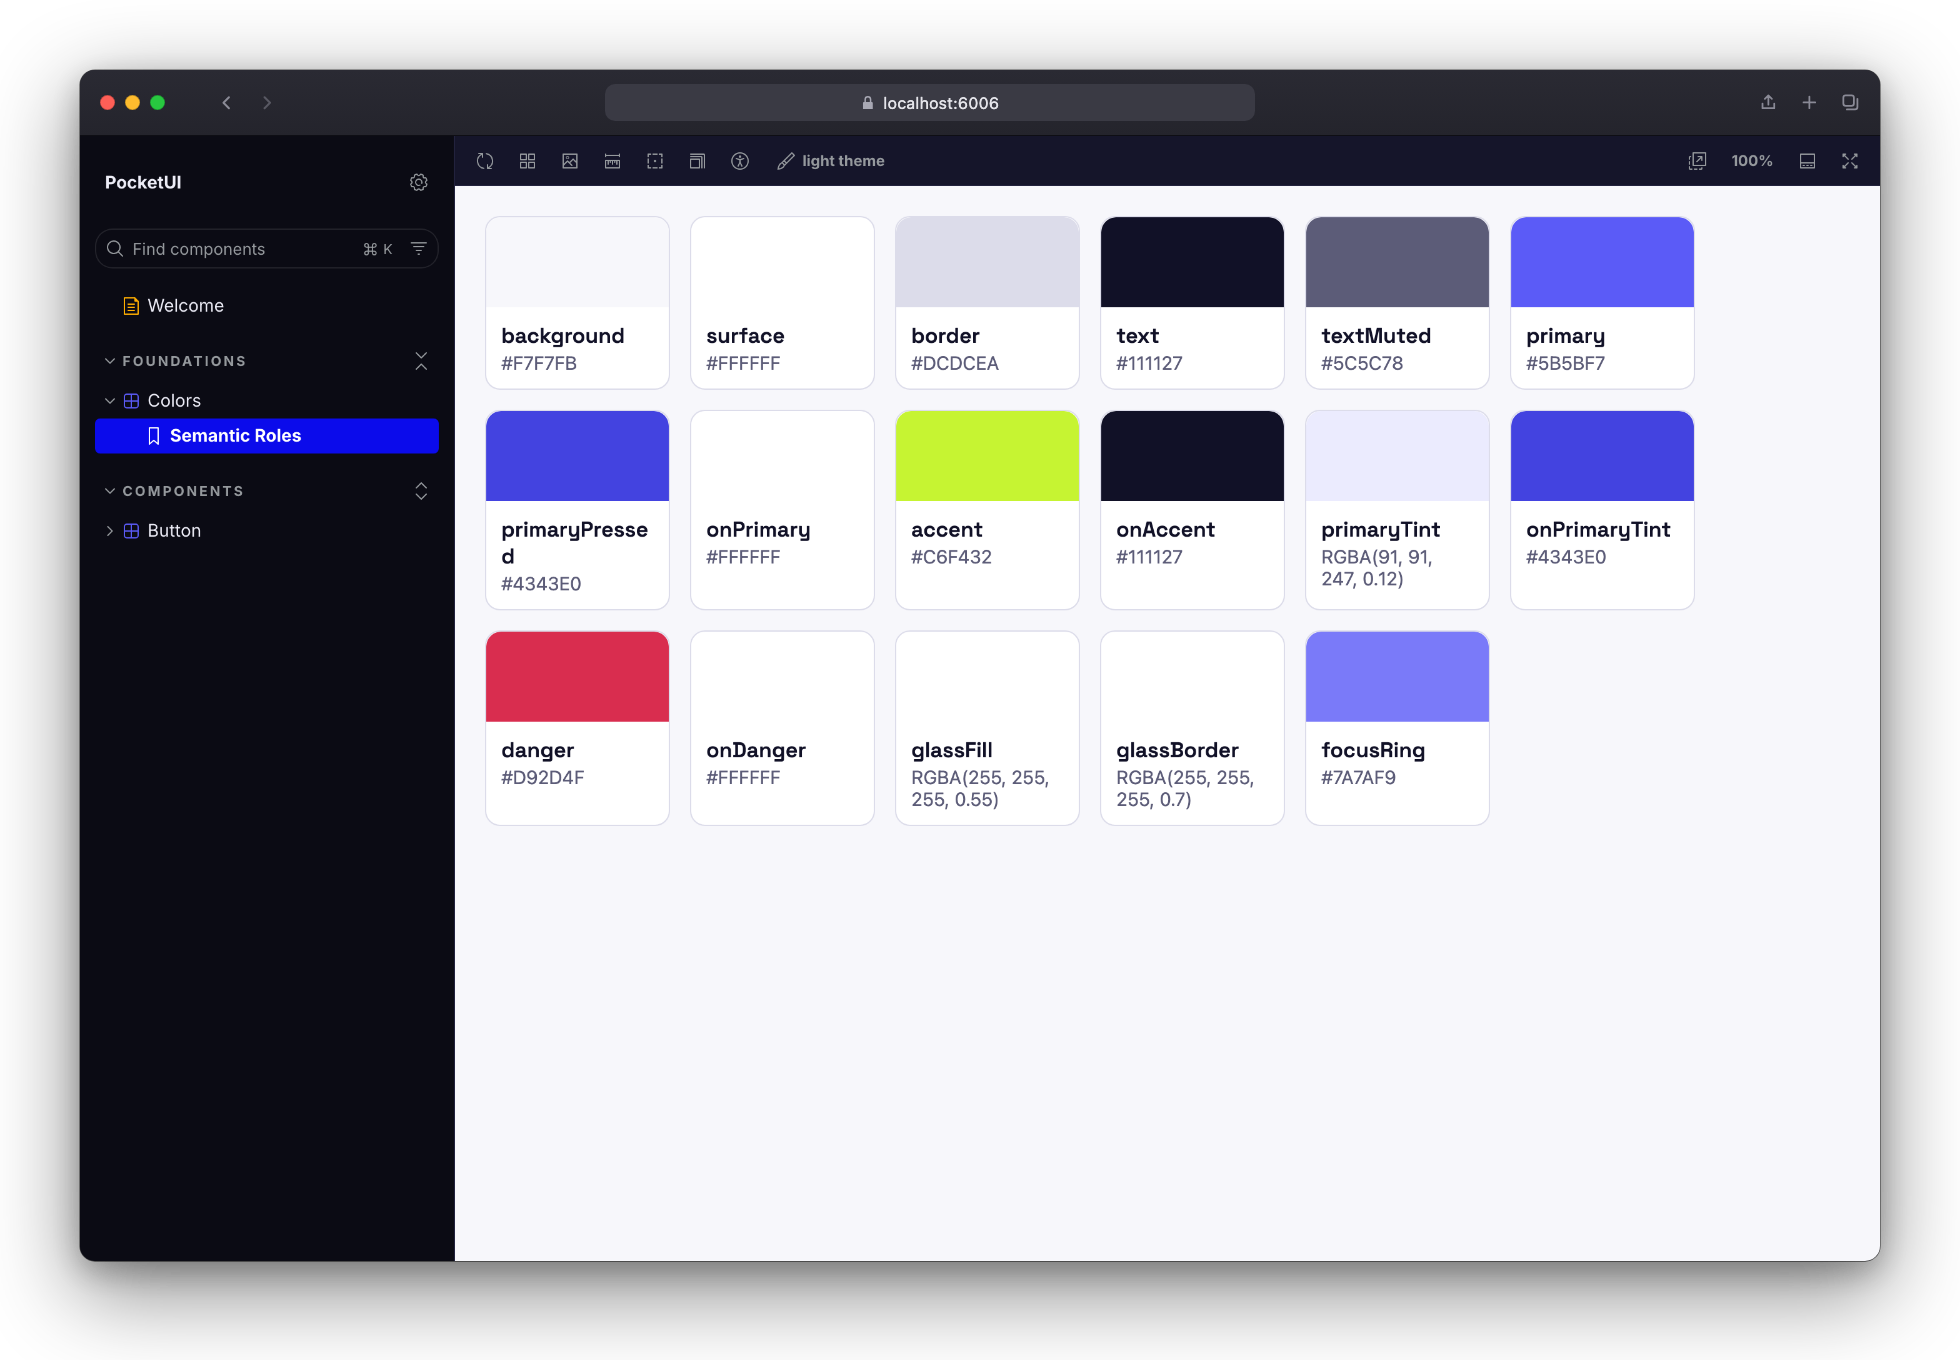 localhost:6006
PocketUI
light theme
100%
Find components
⌘ K
Welcome
FOUNDATIONS
Colors
Semantic Roles
COMPONENTS
Button
background
#F7F7FB
surface
#FFFFFF
border
#DCDCEA
text
#111127
textMuted
#5C5C78
primary
#5B5BF7
primaryPresse
d
#4343E0
onPrimary
#FFFFFF
accent
#C6F432
onAccent
#111127
primaryTint
RGBA(91, 91,
247, 0.12)
onPrimaryTint
#4343E0
danger
#D92D4F
onDanger
#FFFFFF
glassFill
RGBA(255, 255,
255, 0.55)
glassBorder
RGBA(255, 255,
255, 0.7)
focusRing
#7A7AF9